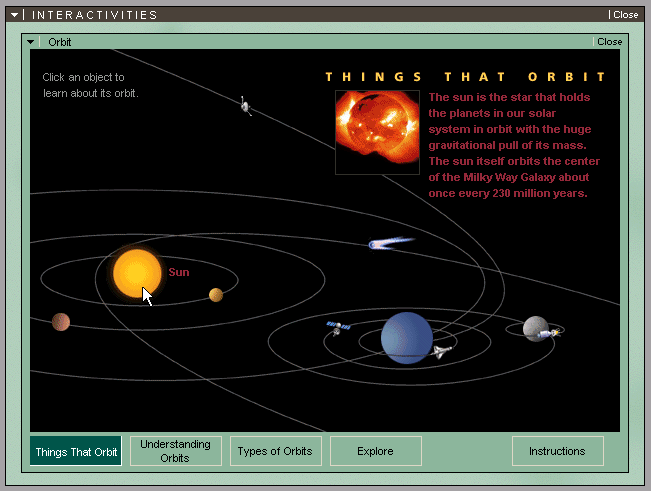 INTERACTIVITIES
Close
Orbit
Close
Click an object to
learn about its orbit.
THINGS THAT ORBIT
The sun is the star that holds
the planets in our solar
system in orbit with the huge
gravitational pull of its mass.
The sun itself orbits the center
of the Milky Way Galaxy about
once every 230 million years.
Sun
Things That Orbit
Understanding
Orbits
Types of Orbits
Explore
Instructions